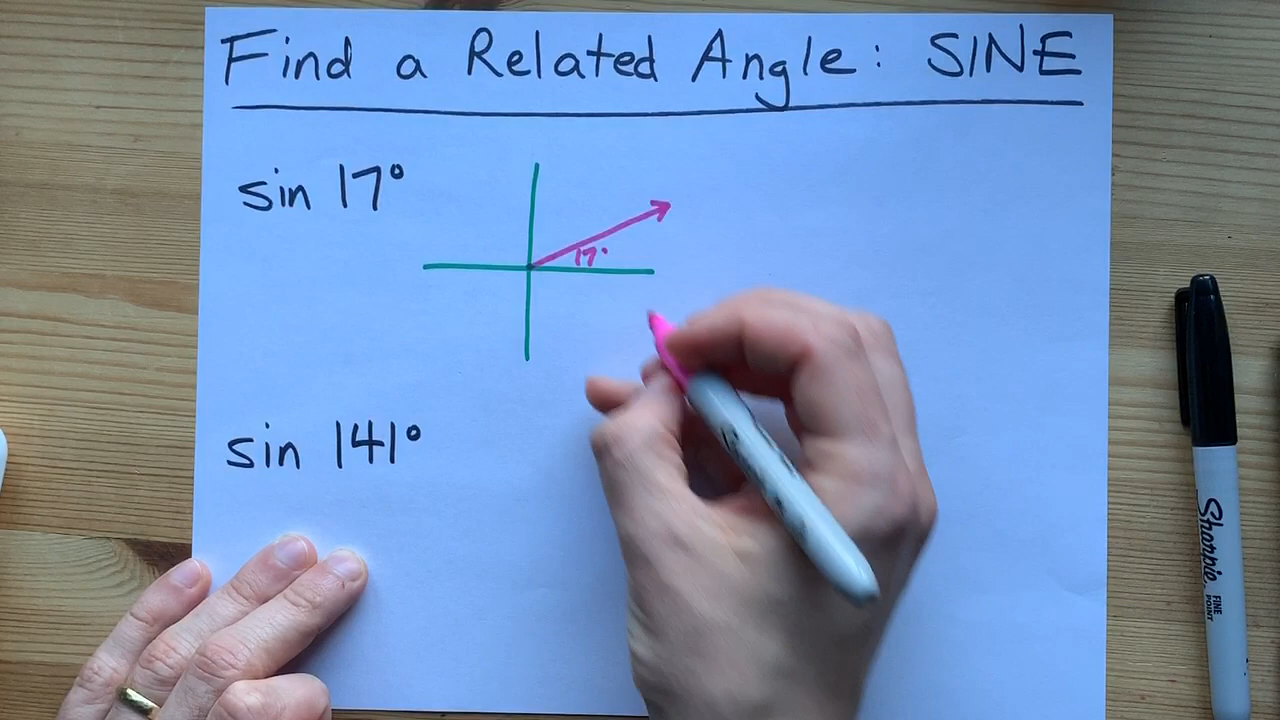 Find a Related Angle: SINE
sin 17°
17°
sin 141°
Sharpie
FINE
POINT